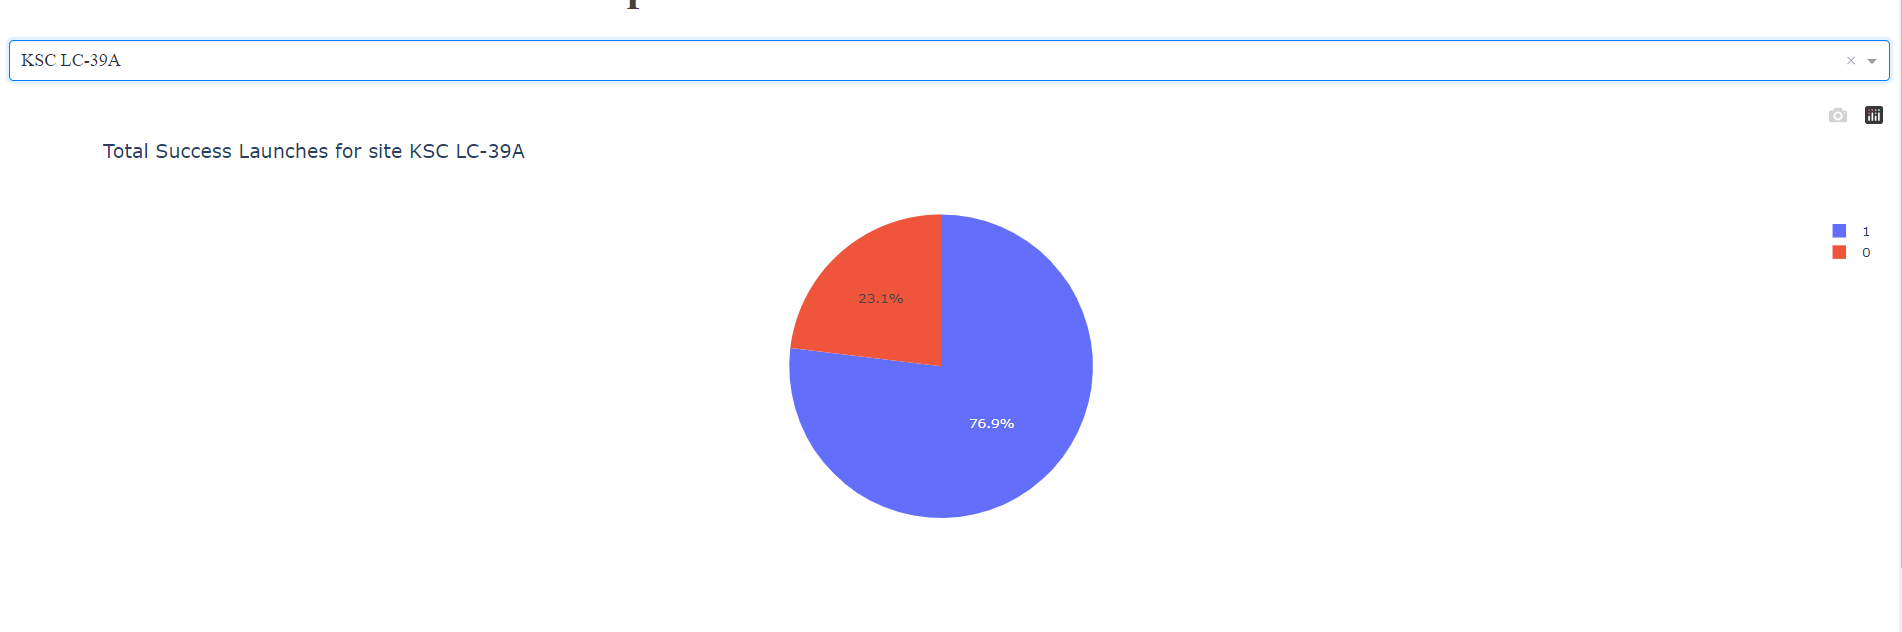 KSC LC-39A
Total Success Launches for site KSC LC-39A
1
0
23.1%
76.9%